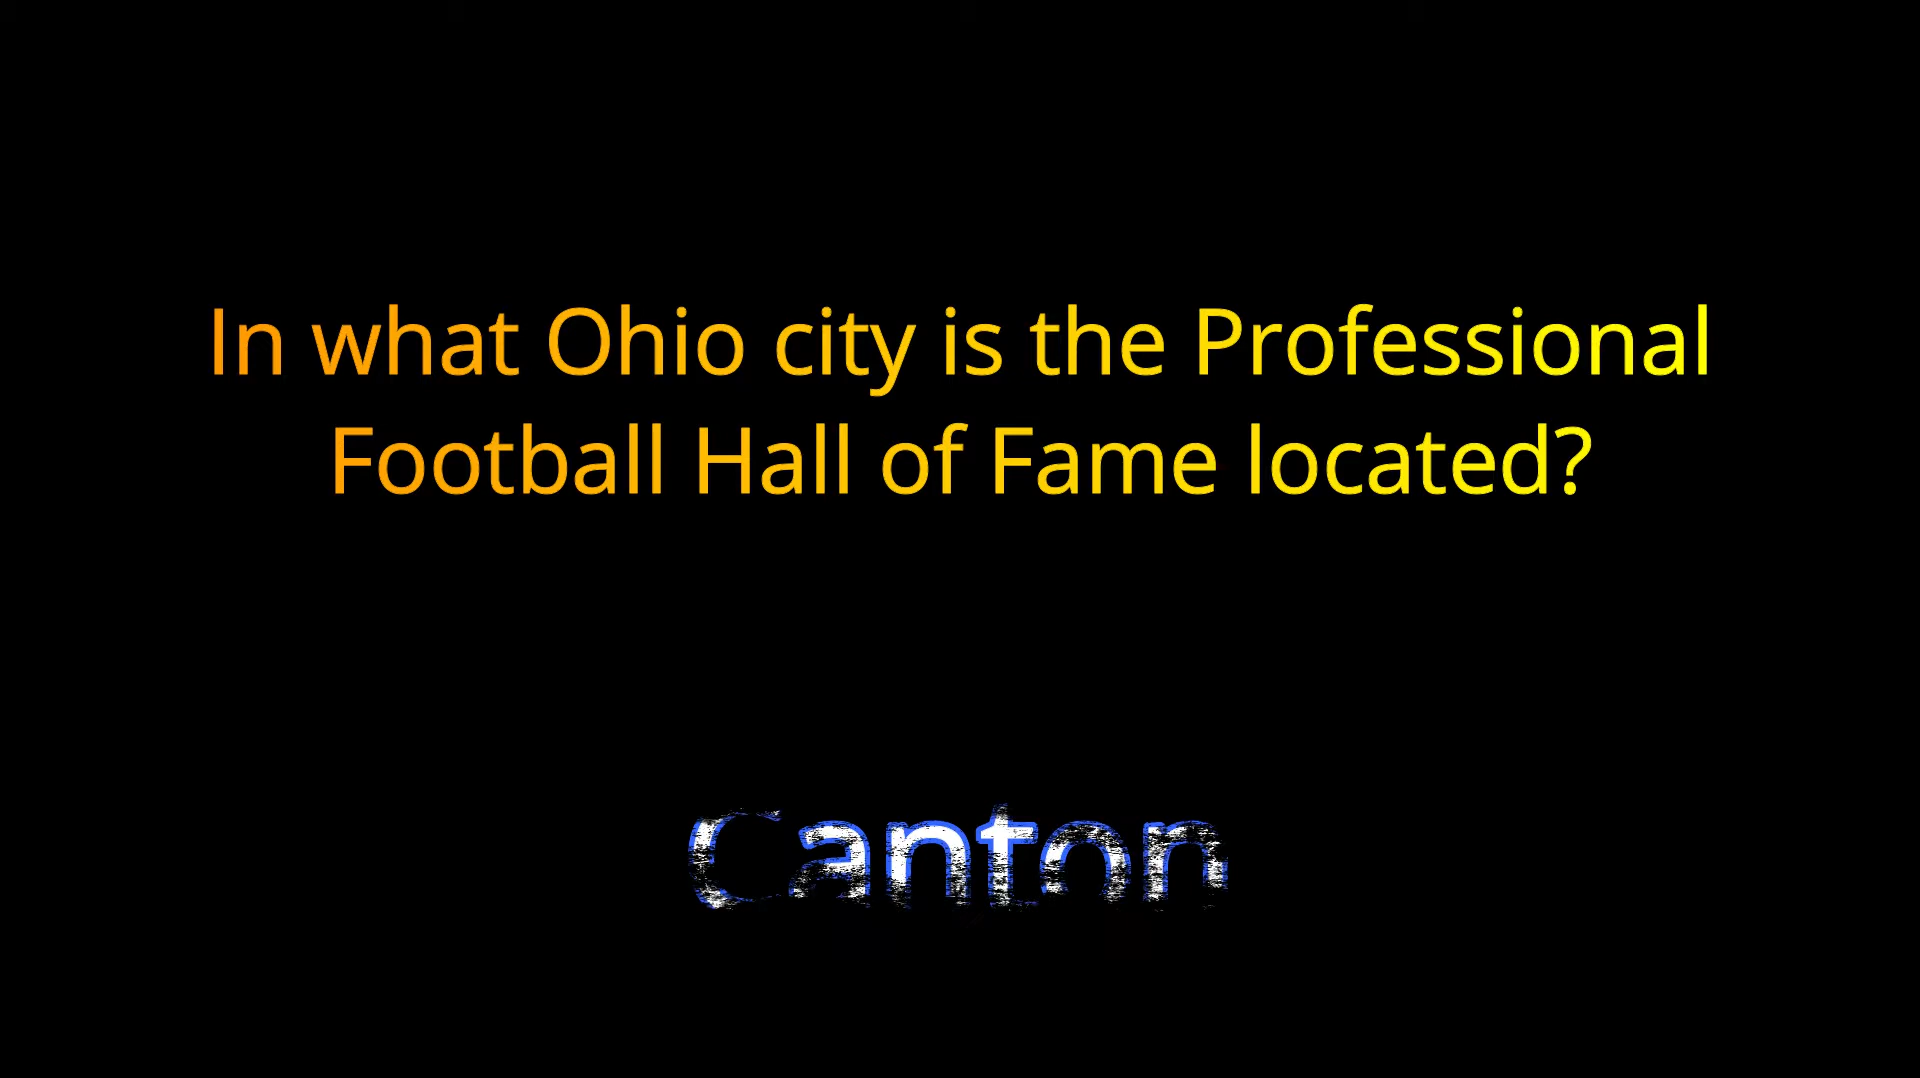 In what Ohio city is the Professional
Football Hall of Fame located?
Canton